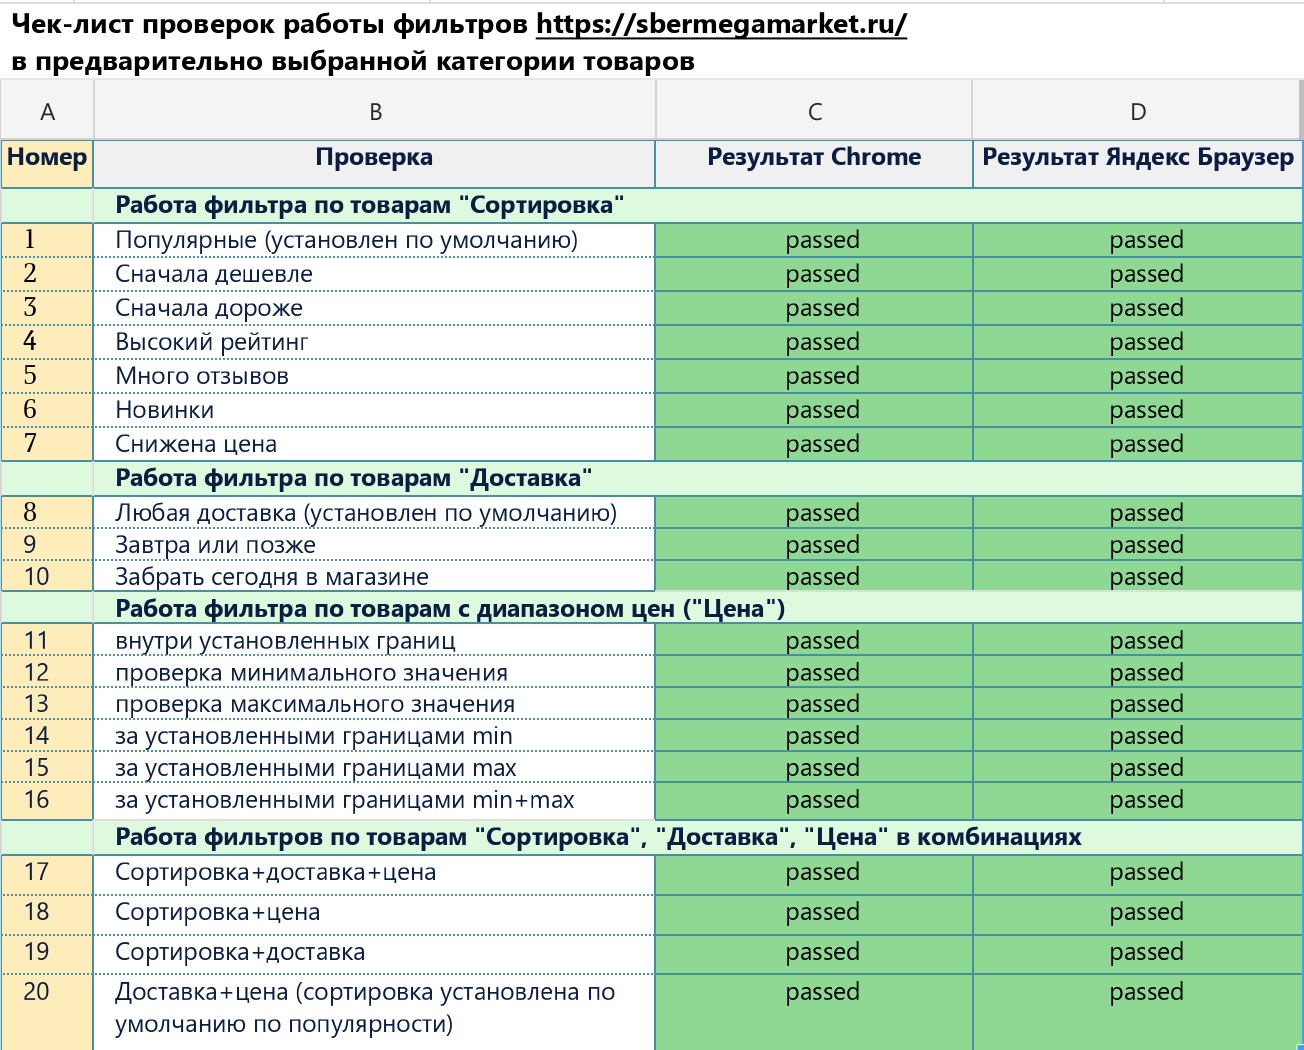 Чек-лист проверок работы фильтров https://sbermegamarket.ru/
в предварительно выбранной категории товаров
A B C D
Номер Проверка Результат Chrome Результат Яндекс Браузер
Работа фильтра по товарам "Сортировка"
1 Популярные (установлен по умолчанию) passed passed
2 Сначала дешевле passed passed
3 Сначала дороже passed passed
4 Высокий рейтинг passed passed
5 Много отзывов passed passed
6 Новинки passed passed
7 Снижена цена passed passed
Работа фильтра по товарам "Доставка"
8 Любая доставка (установлен по умолчанию) passed passed
9 Завтра или позже passed passed
10 Забрать сегодня в магазине passed passed
Работа фильтра по товарам с диапазоном цен ("Цена")
11 внутри установленных границ passed passed
12 проверка минимального значения passed passed
13 проверка максимального значения passed passed
14 за установленными границами min passed passed
15 за установленными границами max passed passed
16 за установленными границами min+max passed passed
Работа фильтров по товарам "Сортировка", "Доставка", "Цена" в комбинациях
17 Сортировка+доставка+цена passed passed
18 Сортировка+цена passed passed
19 Сортировка+доставка passed passed
20 Доставка+цена (сортировка установлена по passed passed
умолчанию по популярности)